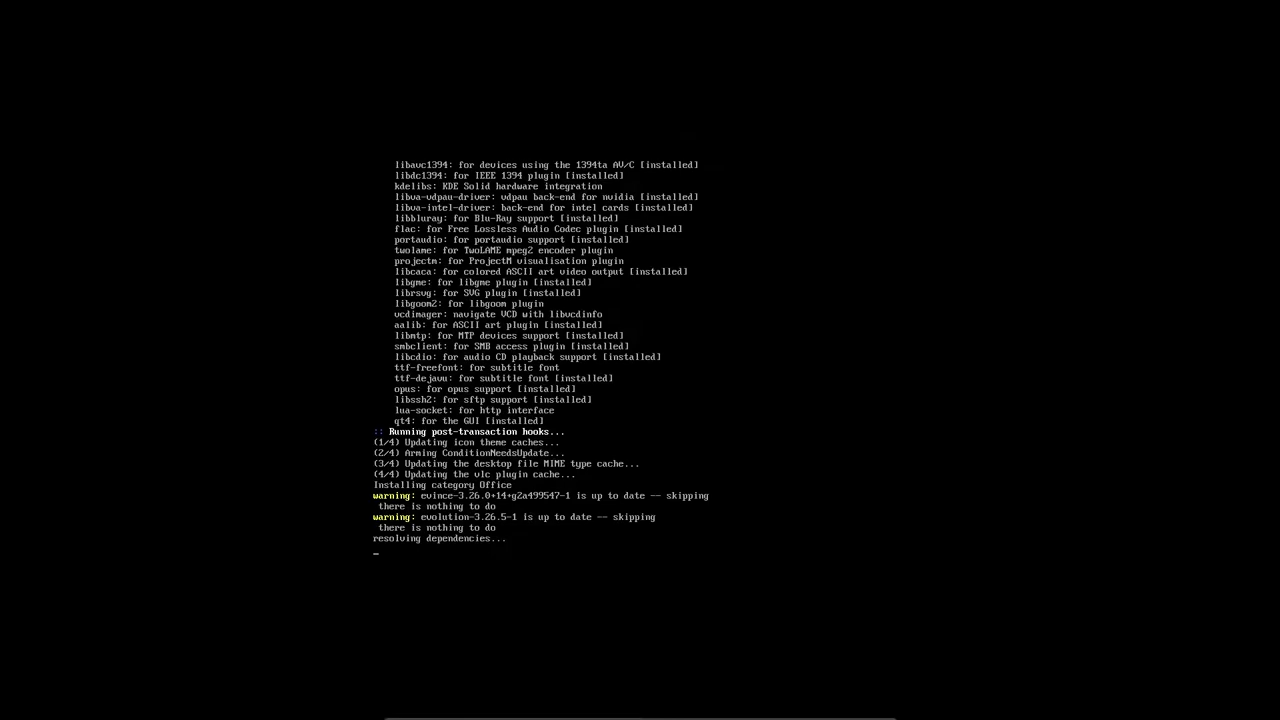 libavc1394: for devices using the 1394ta AV/C [installed]
libdc1394: for IEEE 1394 plugin [installed]
kdelibs: KDE Solid hardware integration
libva-vdpau-driver: vdpau back-end for nvidia [installed]
libva-intel-driver: back-end for intel cards [installed]
libbluray: for Blu-Ray support [installed]
flac: for Free Lossless Audio Codec plugin [installed]
portaudio: for portaudio support [installed]
twolame: for TwoLAME mpeg2 encoder plugin
projectm: for ProjectM visualisation plugin
libcaca: for colored ASCII art video output [installed]
libgme: for libgme plugin [installed]
librsvg: for SVG plugin [installed]
libgoom2: for libgoom plugin
vcdimager: navigate VCD with libvcdinfo
aalib: for ASCII art plugin [installed]
libmtp: for MTP devices support [installed]
smbclient: for SMB access plugin [installed]
libcdio: for audio CD playback support [installed]
ttf-freefont: for subtitle font
ttf-dejavu: for subtitle font [installed]
opus: for opus support [installed]
libssh2: for sftp support [installed]
lua-socket: for http interface
qt4: for the GUI [installed]
:: Running post-transaction hooks...
(1/4) Updating icon theme caches...
(2/4) Arming ConditionNeedsUpdate...
(3/4) Updating the desktop file MIME type cache...
(4/4) Updating the vlc plugin cache...
Installing category Office
warning: evince-3.26.0+14+g2a499547-1 is up to date -- skipping
there is nothing to do
warning: evolution-3.26.5-1 is up to date -- skipping
there is nothing to do
resolving dependencies...
_